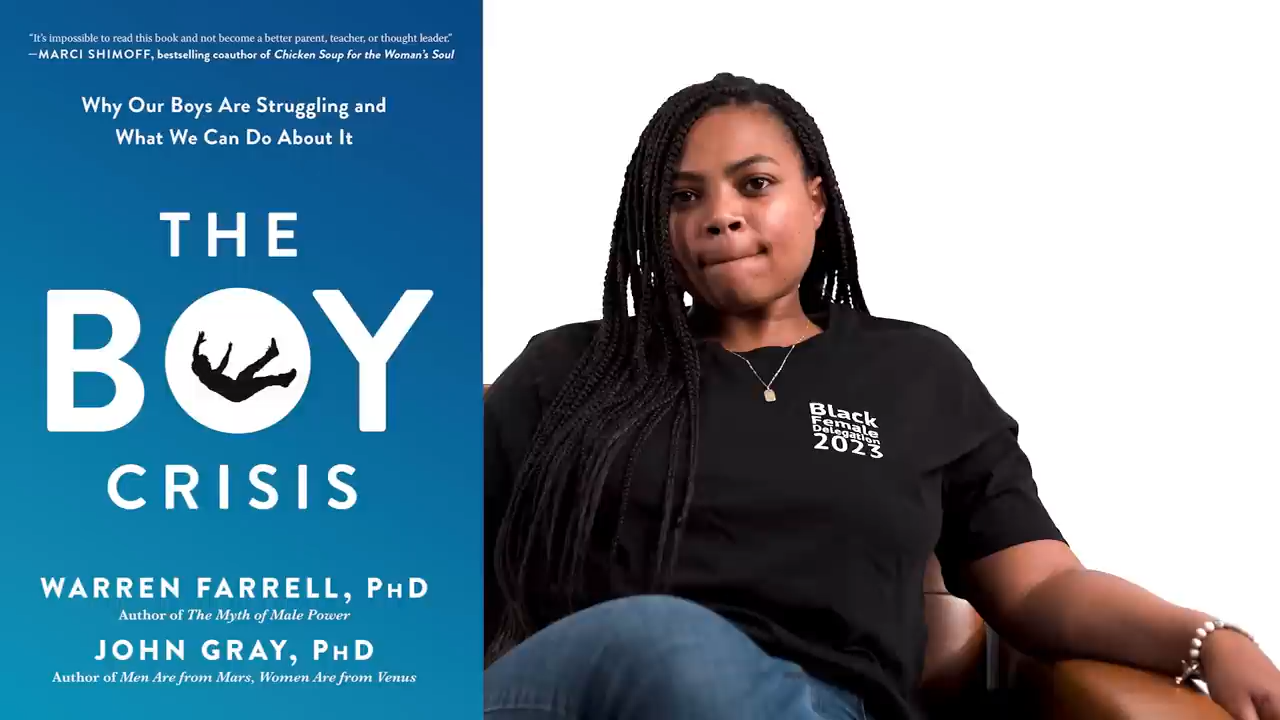 "It's impossible to read this book and not become a better parent, teacher, or thought leader."
—MARCI SHIMOFF, bestselling coauthor of Chicken Soup for the Woman's Soul
Why Our Boys Are Struggling and
What We Can Do About It
THE
BOY
CRISIS
WARREN FARRELL, PhD
Author of The Myth of Male Power
JOHN GRAY, PhD
Author of Men Are from Mars, Women Are from Venus
Black
Female
Delegation
2023